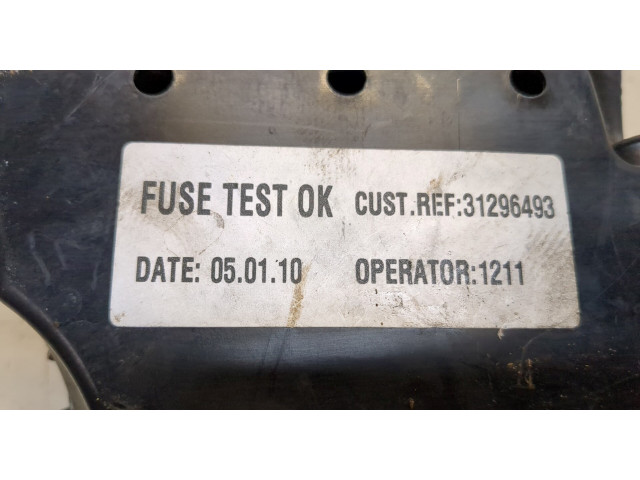 FUSE TEST OK CUST.REF:31296493
DATE: 05.01.10 OPERATOR:1211